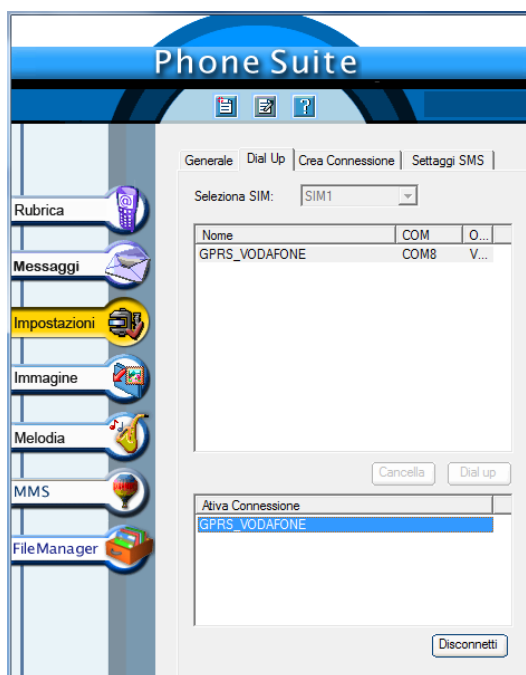 Phone Suite
Generale Dial Up Crea Connessione Settaggi SMS
Seleziona SIM: SIM1
Rubrica
Messaggi
Impostazioni
Immagine
Melodia
MMS
FileManager
Nome COM O...
GPRS_VODAFONE COM8 V...
Cancella Dial up
Ativa Connessione
GPRS_VODAFONE
Disconnetti